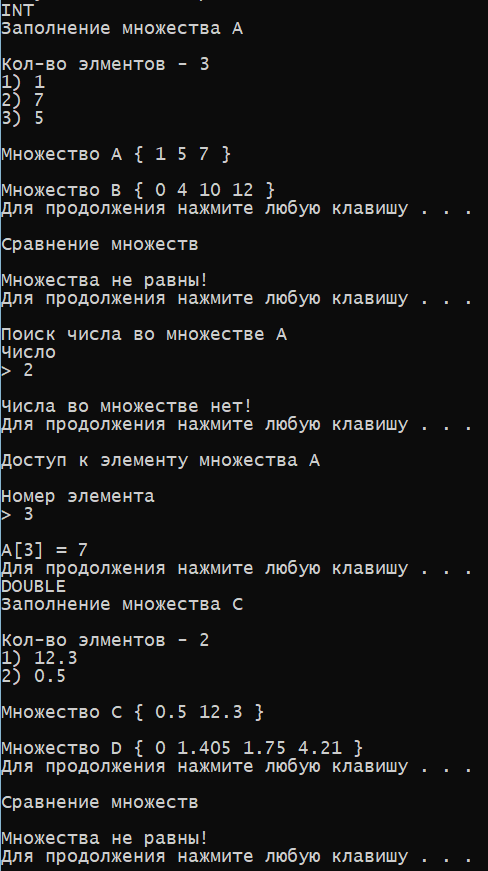 INT
Заполнение множества A
Кол-во элментов - 3
1) 1
2) 7
3) 5
Множество A { 1 5 7 }
Множество B { 0 4 10 12 }
Для продолжения нажмите любую клавишу . . .
Сравнение множеств
Множества не равны!
Для продолжения нажмите любую клавишу . . .
Поиск числа во множестве A
Число
> 2
Числа во множестве нет!
Для продолжения нажмите любую клавишу . . .
Доступ к элементу множества A
Номер элемента
> 3
A[3] = 7
Для продолжения нажмите любую клавишу . . .
DOUBLE
Заполнение множества C
Кол-во элментов - 2
1) 12.3
2) 0.5
Множество C { 0.5 12.3 }
Множество D { 0 1.405 1.75 4.21 }
Для продолжения нажмите любую клавишу . . .
Сравнение множеств
Множества не равны!
Для продолжения нажмите любую клавишу . . .